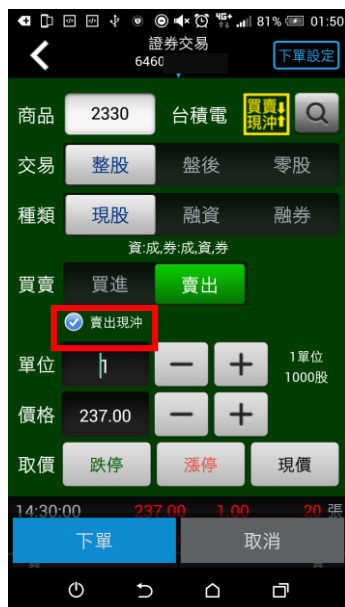 4G+ 81% 01:50
證券交易
6460
下單設定
商品 2330 台積電 買賣現沖
交易 整股 盤後 零股
種類 現股 融資 融券
資:成,券:成,資,券
買賣 買進 賣出
賣出現沖
單位 1 1單位
1000股
價格 237.00
取價 跌停 漲停 現價
14:30:00 237.00 1.00 20 張
下單 取消